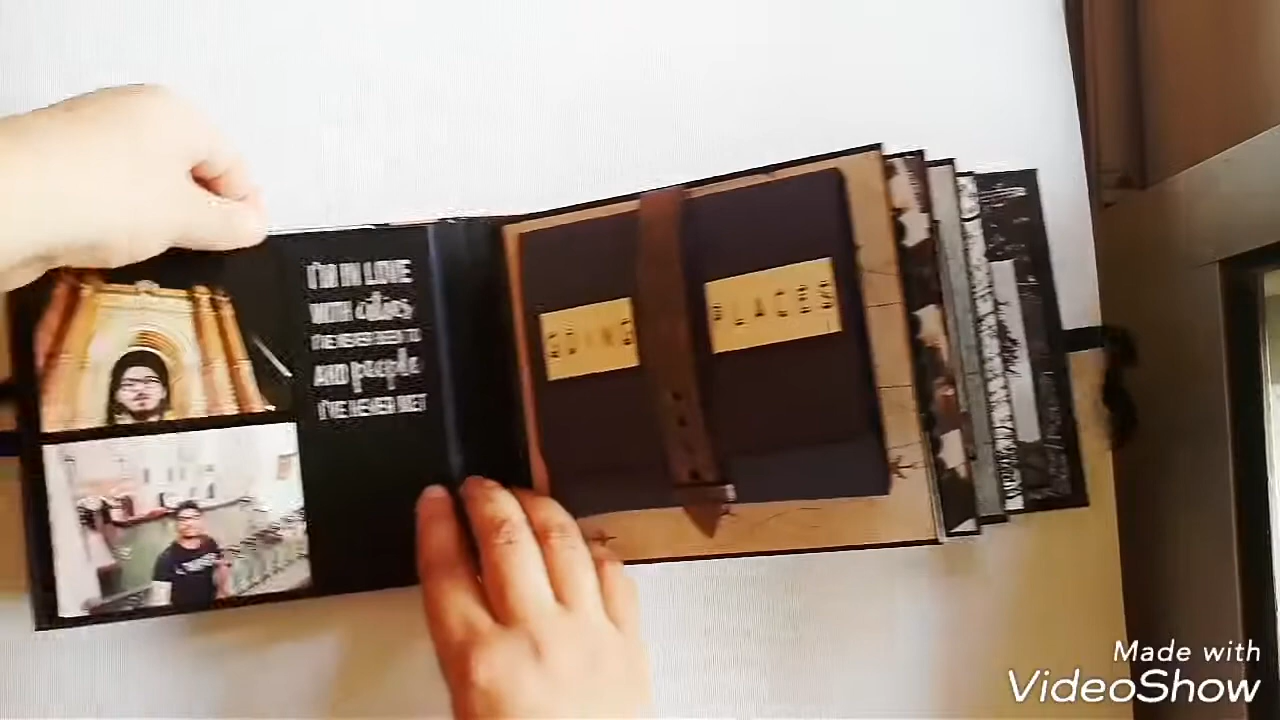 I'M IN LOVE
WITH cities
I'VE NEVER BEEN TO
AND people
I'VE NEVER MET
GOING
PLACES
Made with
VideoShow